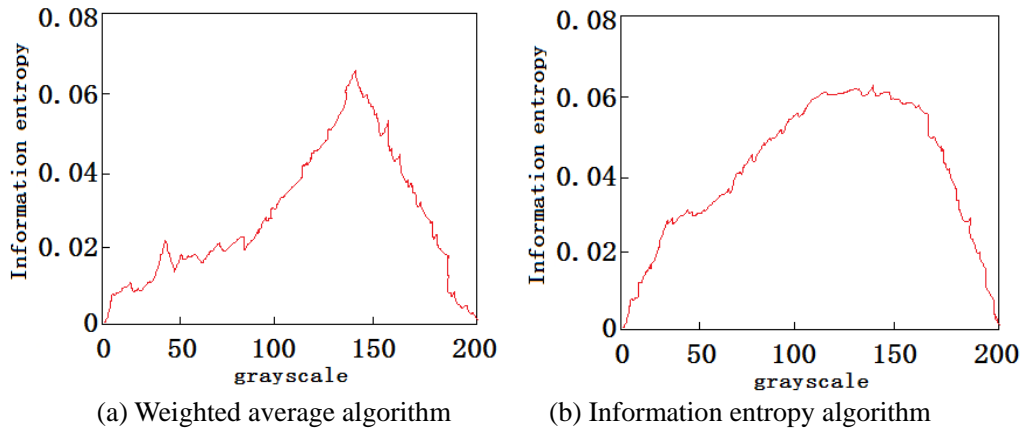 0.08
0.06
0.04
0.02
0
Information entropy
0 50 100 150 200
grayscale
(a) Weighted average algorithm
0.08
0.06
0.04
0.02
0
Information entropy
0 50 100 150 200
grayscale
(b) Information entropy algorithm